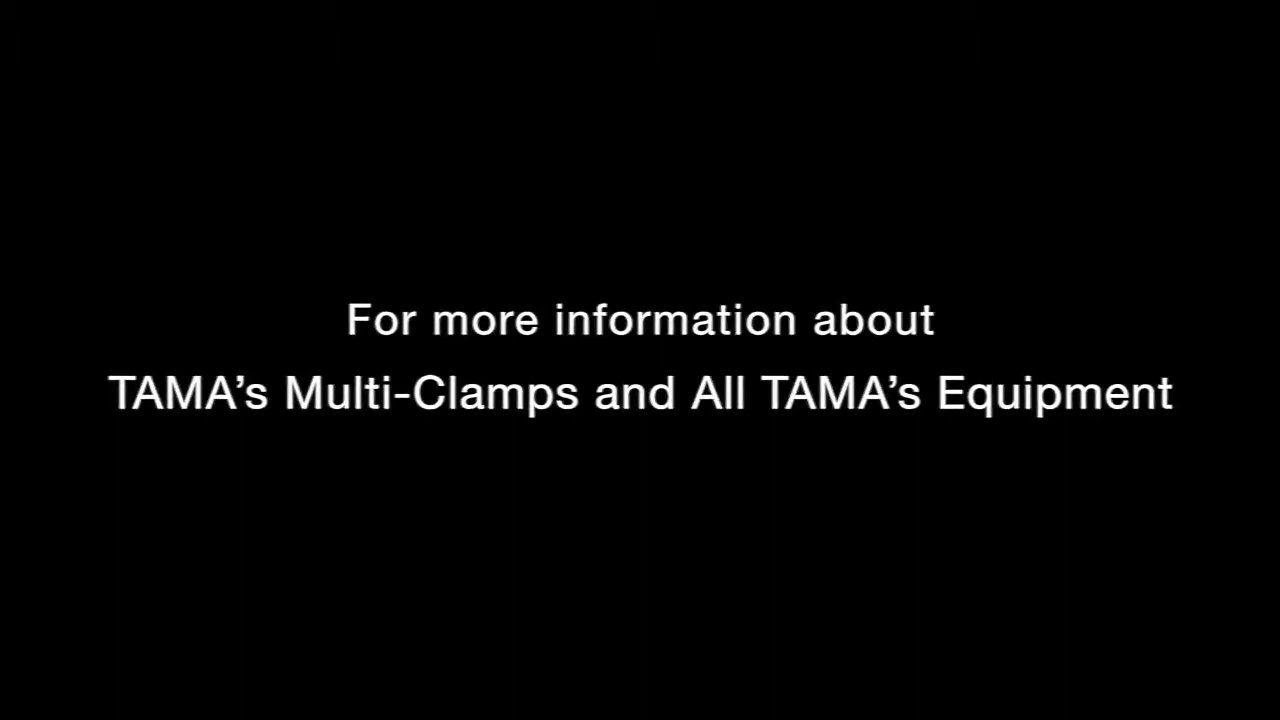 For more information about
TAMA’s Multi-Clamps and All TAMA’s Equipment